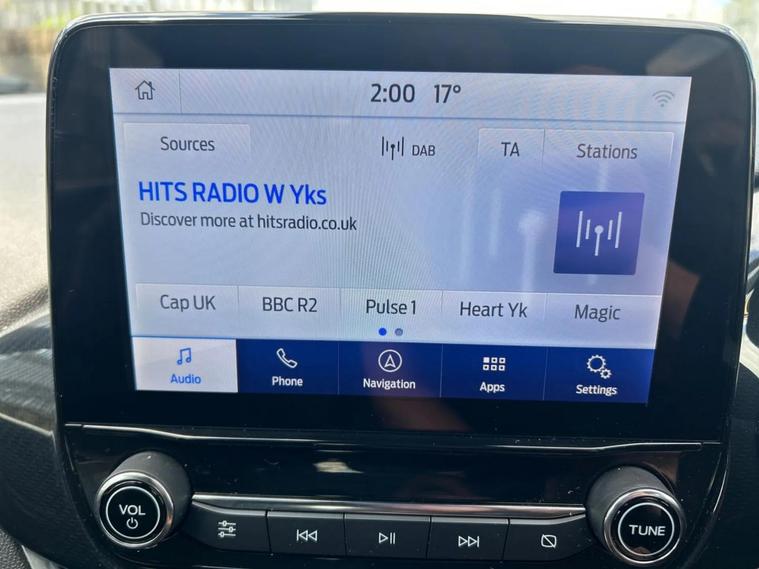 2:00 17°
Sources DAB TA Stations
HITS RADIO W Yks
Discover more at hitsradio.co.uk
Cap UK BBC R2 Pulse 1 Heart Yk Magic
Audio Phone Navigation Apps Settings
VOL
TUNE